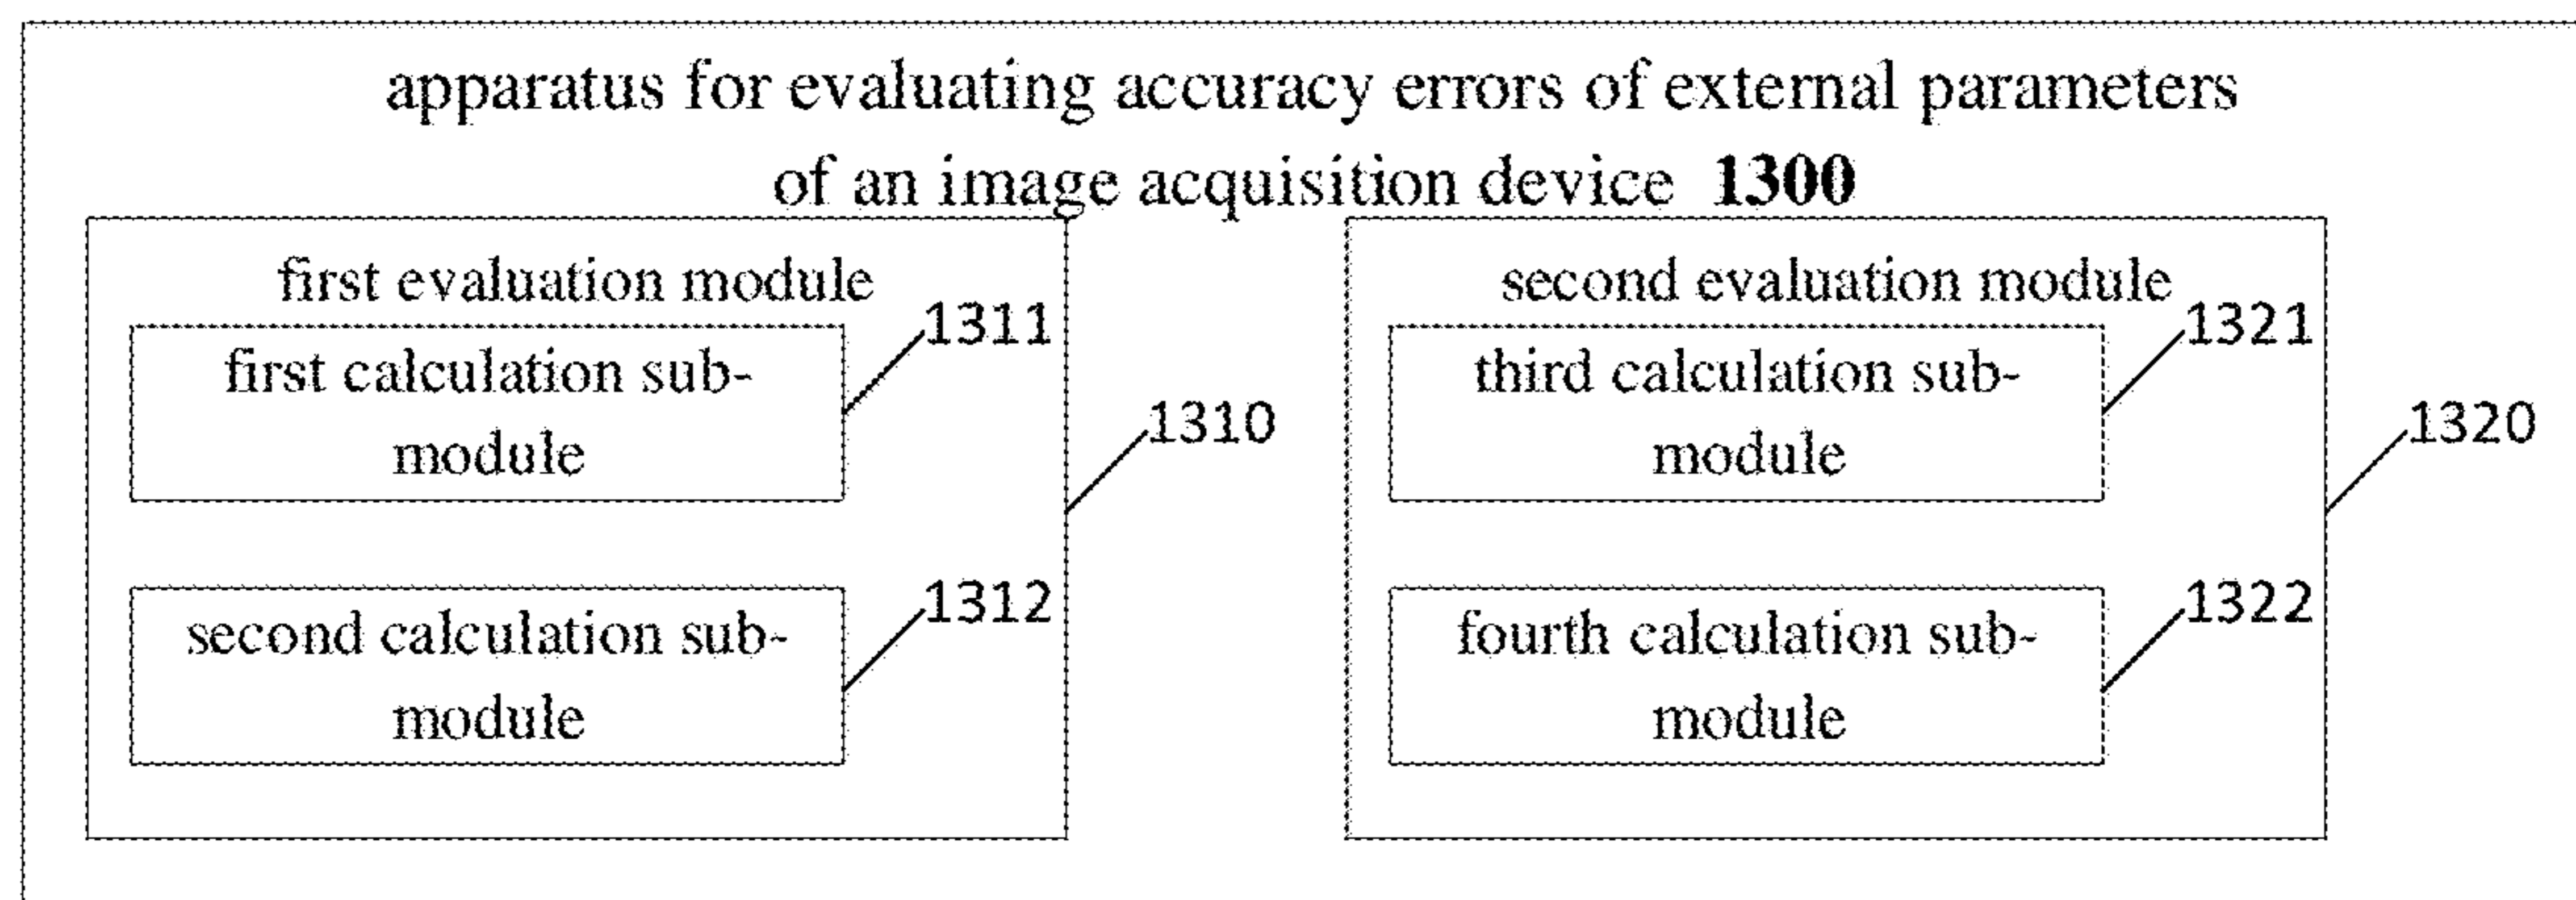 apparatus for evaluating accuracy errors of external parameters
of an image acquisition device 1300
first evaluation module
1311
first calculation sub-
module
1310
1312
second calculation sub-
module
second evaluation module
1321
third calculation sub-
module
1320
1322
fourth calculation sub-
module